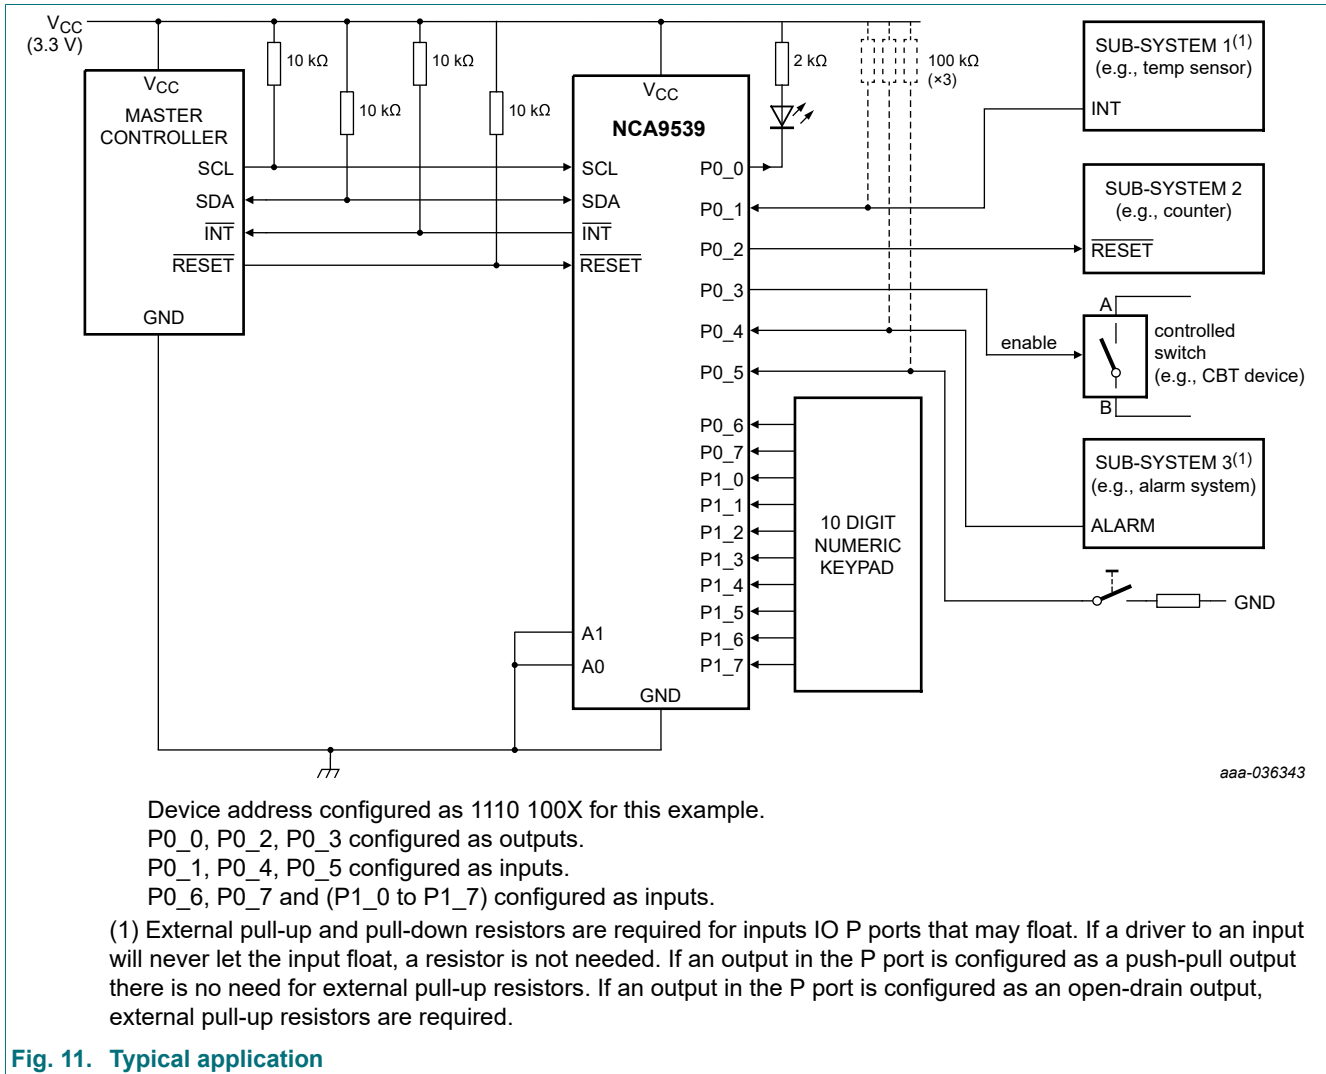 VCC
(3.3 V)
10 kΩ
10 kΩ
10 kΩ
10 kΩ
2 kΩ
100 kΩ
(×3)
VCC
MASTER
CONTROLLER
SCL
SDA
INT
RESET
GND
VCC
NCA9539
SCL
SDA
INT
RESET
A1
A0
GND
P0_0
P0_1
P0_2
P0_3
P0_4
P0_5
P0_6
P0_7
P1_0
P1_1
P1_2
P1_3
P1_4
P1_5
P1_6
P1_7
10 DIGIT
NUMERIC
KEYPAD
SUB-SYSTEM 1(1)
(e.g., temp sensor)
INT
SUB-SYSTEM 2
(e.g., counter)
RESET
enable
A
B
controlled
switch
(e.g., CBT device)
SUB-SYSTEM 3(1)
(e.g., alarm system)
ALARM
GND
aaa-036343
Device address configured as 1110 100X for this example.
P0_0, P0_2, P0_3 configured as outputs.
P0_1, P0_4, P0_5 configured as inputs.
P0_6, P0_7 and (P1_0 to P1_7) configured as inputs.
(1) External pull-up and pull-down resistors are required for inputs IO P ports that may float. If a driver to an input
will never let the input float, a resistor is not needed. If an output in the P port is configured as a push-pull output
there is no need for external pull-up resistors. If an output in the P port is configured as an open-drain output,
external pull-up resistors are required.
Fig. 11. Typical application